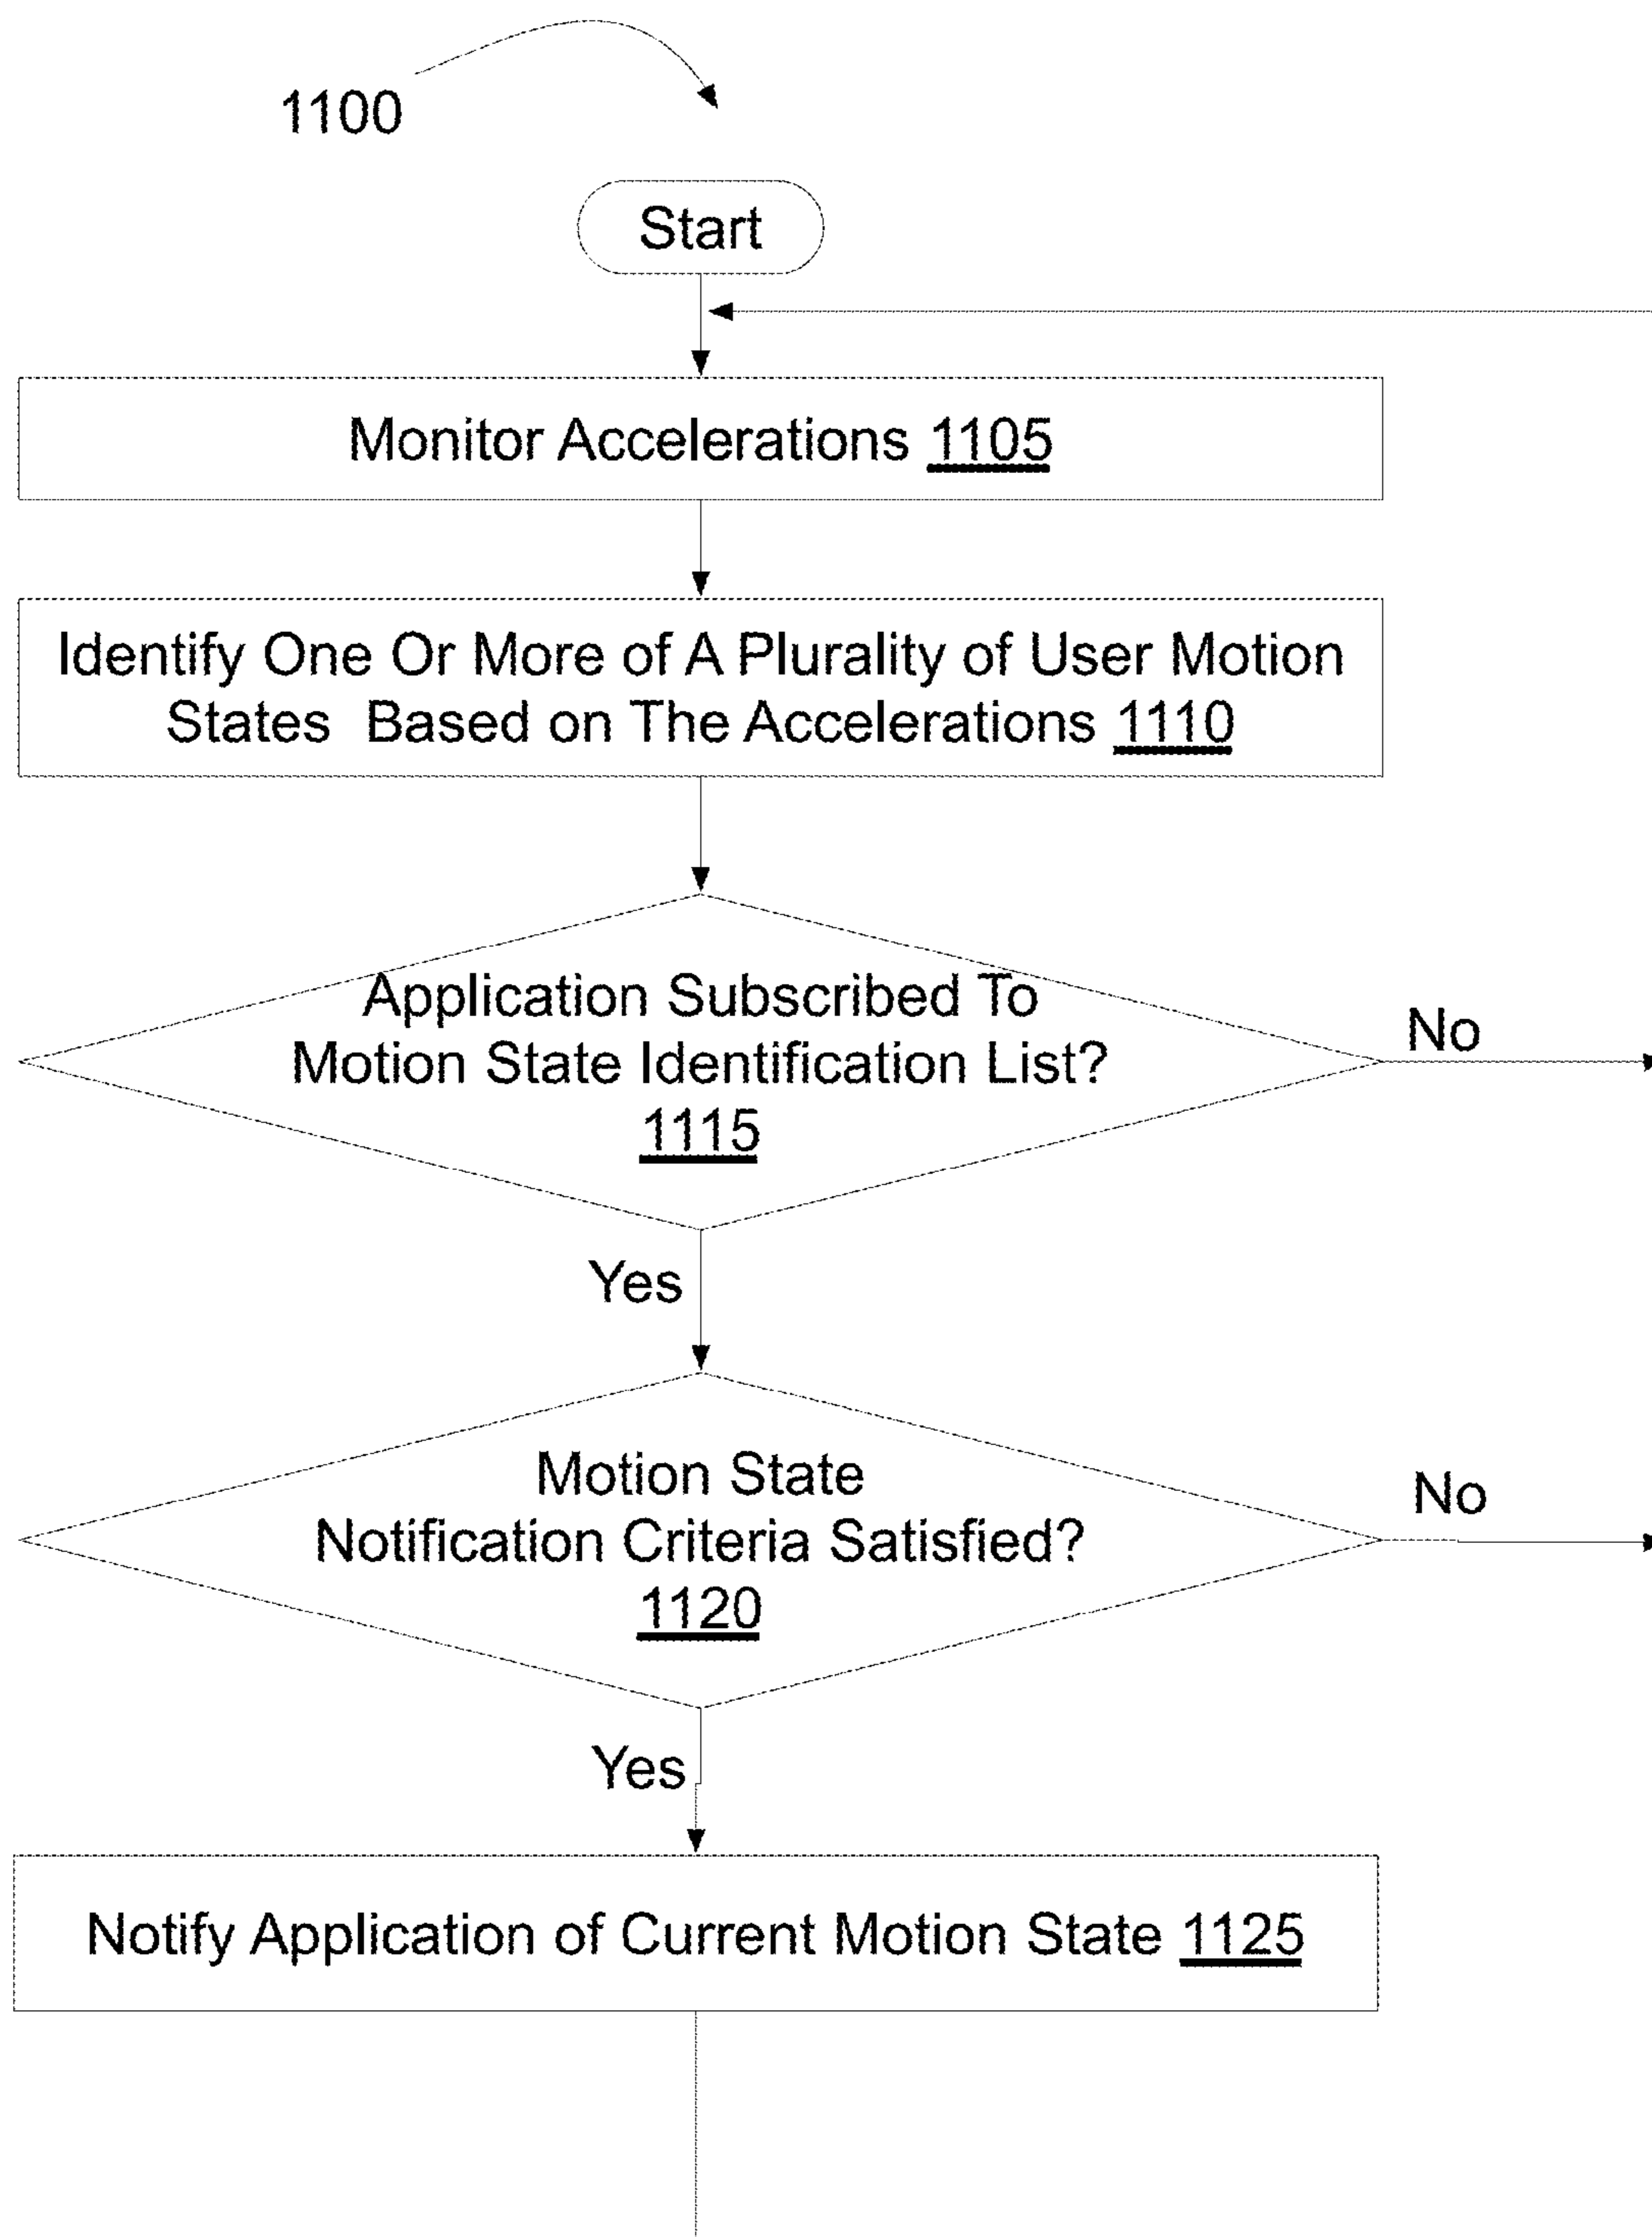 1100
Start
Monitor Accelerations 1105
Identify One Or More of A Plurality of User Motion
States Based on The Accelerations 1110
Application Subscribed To
Motion State Identification List?
1115
No
Yes
Motion State
Notification Criteria Satisfied?
1120
No
Yes
Notify Application of Current Motion State 1125